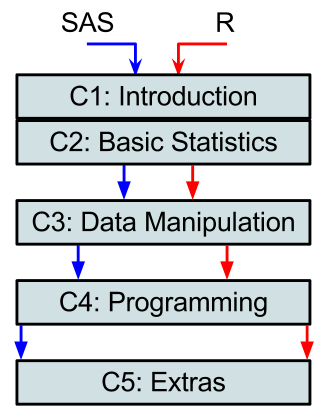 SAS R
C1: Introduction
C2: Basic Statistics
C3: Data Manipulation
C4: Programming
C5: Extras